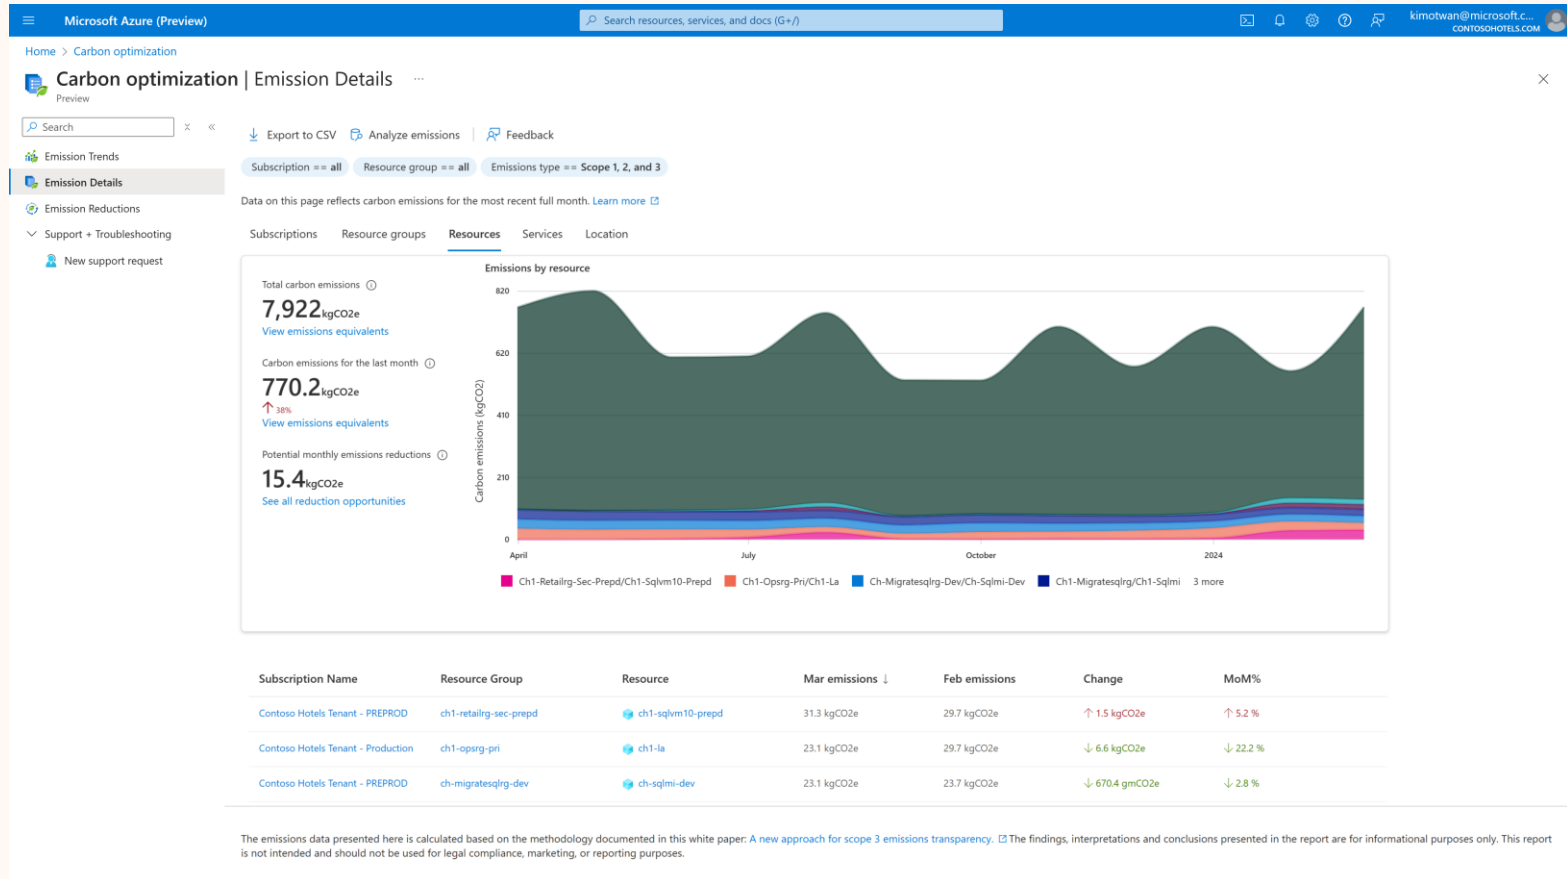 Microsoft Azure (Preview)
Search resources, services, and docs (G+/)
kimotwan@microsoft.c...
CONTOSOHOTELS.COM
Home > Carbon optimization
Carbon optimization | Emission Details ...
Preview
Search
Emission Trends
Emission Details
Emission Reductions
Support + Troubleshooting
New support request
Export to CSV Analyze emissions | Feedback
Subscription == all Resource group == all Emissions type == Scope 1, 2, and 3
Data on this page reflects carbon emissions for the most recent full month. Learn more
Subscriptions Resource groups Resources Services Location
Total carbon emissions
7,922kgCO2e
View emissions equivalents
Carbon emissions for the last month
770.2kgCO2e
38%
View emissions equivalents
Potential monthly emissions reductions
15.4kgCO2e
See all reduction opportunities
Emissions by resource
Carbon emissions (kgCO2)
820
620
410
210
0
April July October 2024
Ch1-Retailrg-Sec-Prepd/Ch1-Sqlvm10-Prepd Ch1-Opsrg-Pri/Ch1-La Ch-Migratesqlrg-Dev/Ch-Sqlmi-Dev Ch1-Migratesqlrg/Ch1-Sqlmi 3 more
Subscription Name Resource Group Resource Mar emissions ↓ Feb emissions Change MoM%
Contoso Hotels Tenant - PREPROD ch1-retailrg-sec-prepd ch1-sqlvm10-prepd 31.3 kgCO2e 29.7 kgCO2e ↑ 1.5 kgCO2e ↑ 5.2 %
Contoso Hotels Tenant - Production ch1-opsrg-pri ch1-la 23.1 kgCO2e 29.7 kgCO2e ↓ 6.6 kgCO2e ↓ 22.2 %
Contoso Hotels Tenant - PREPROD ch-migratesqlrg-dev ch-sqlmi-dev 23.1 kgCO2e 23.7 kgCO2e ↓ 670.4 gmCO2e ↓ 2.8 %
The emissions data presented here is calculated based on the methodology documented in this white paper: A new approach for scope 3 emissions transparency. The findings, interpretations and conclusions presented in the report are for informational purposes only. This report
is not intended and should not be used for legal compliance, marketing, or reporting purposes.